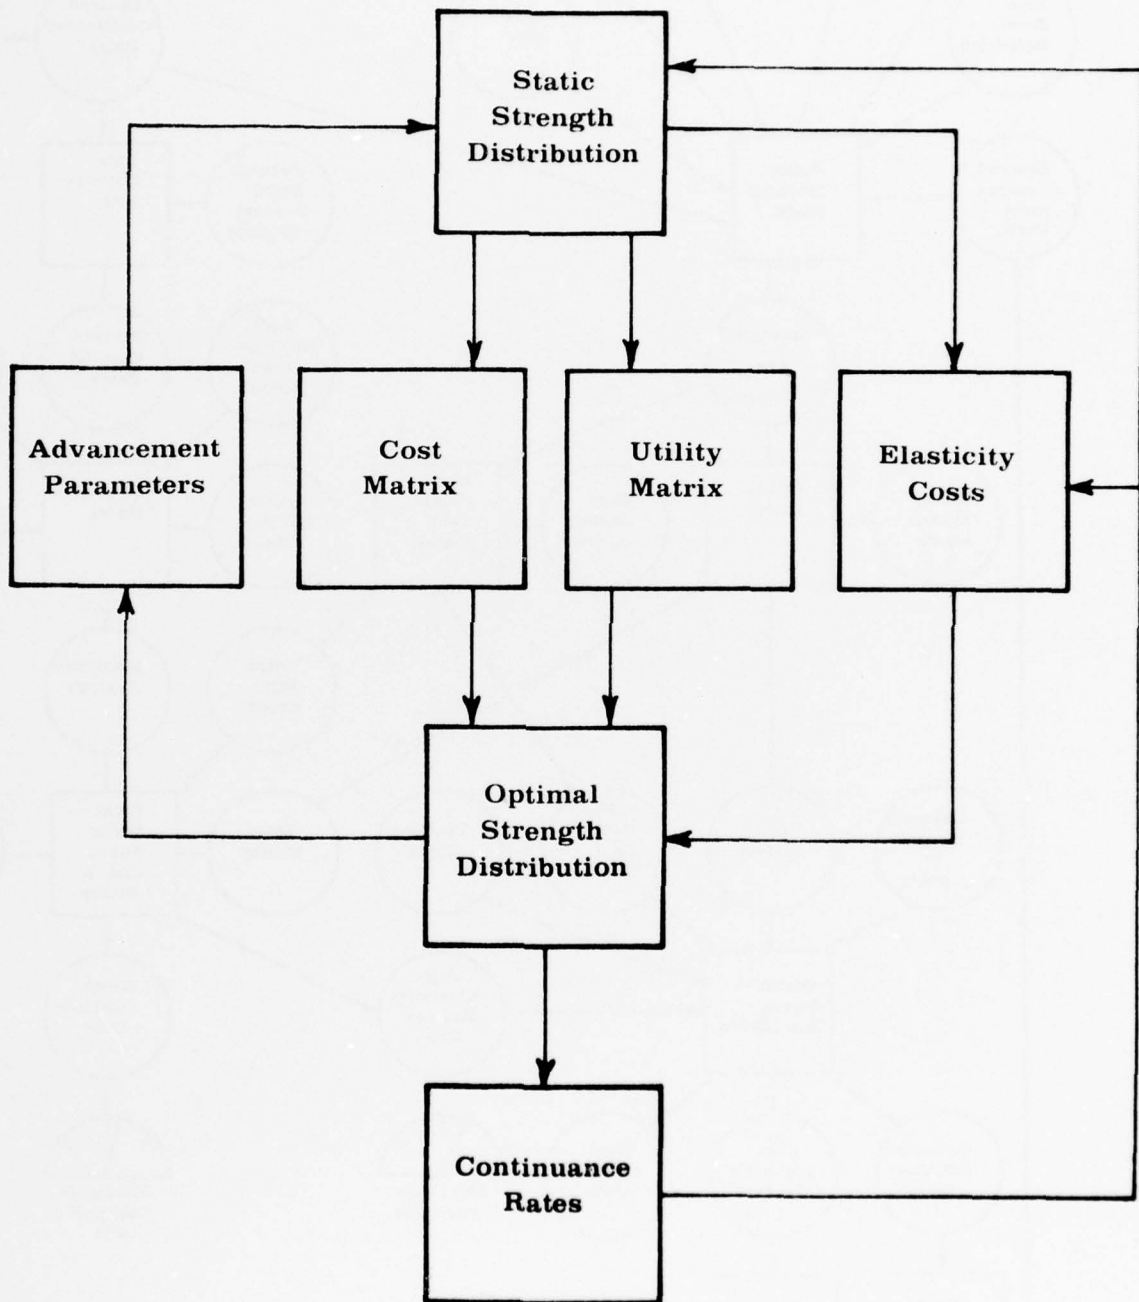 Static
Strength
Distribution
Advancement
Parameters
Cost
Matrix
Utility
Matrix
Elasticity
Costs
Optimal
Strength
Distribution
Continuance
Rates